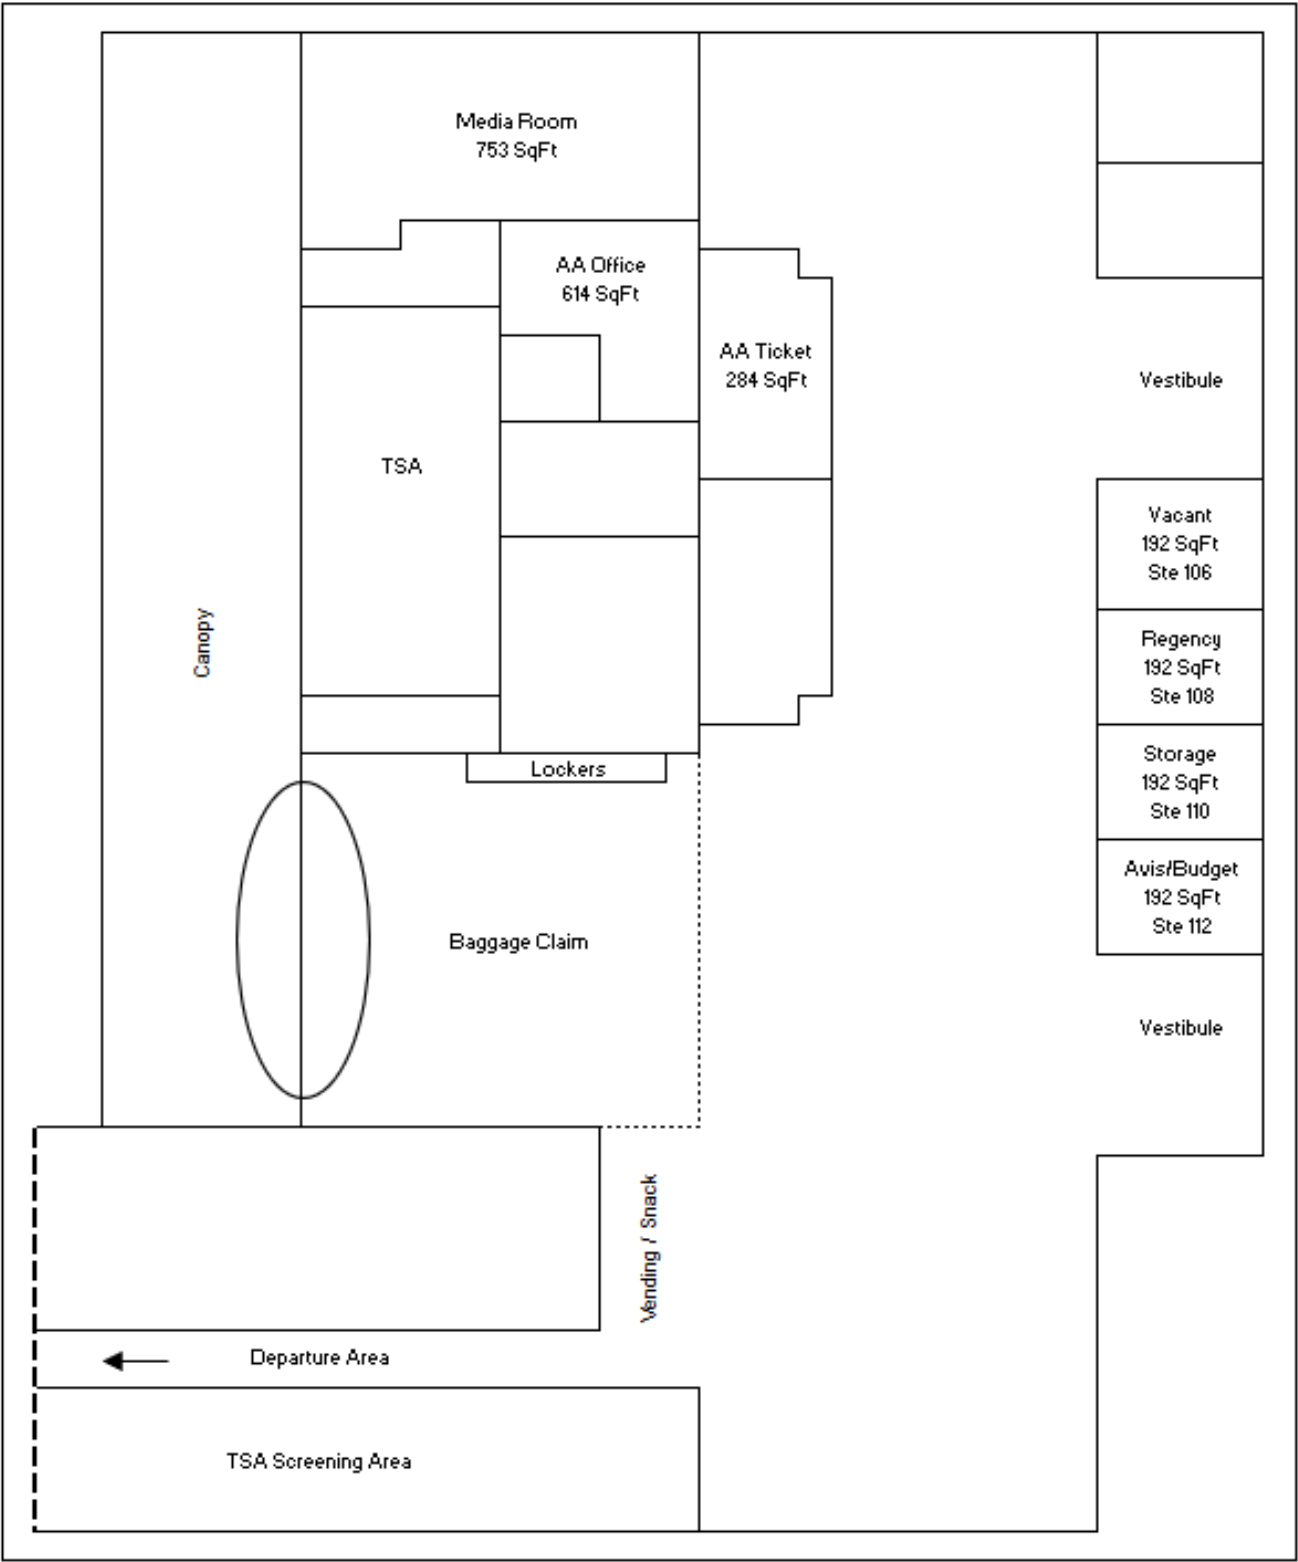 Media Room
753 SqFt
AA Office
614 SqFt
AA Ticket
284 SqFt
Vestibule
TSA
Vacant
192 SqFt
Ste 106
Canopy
Regency
192 SqFt
Ste 108
Storage
192 SqFt
Ste 110
Lockers
Avis/Budget
192 SqFt
Ste 112
Baggage Claim
Vestibule
Vending / Snack
Departure Area
TSA Screening Area